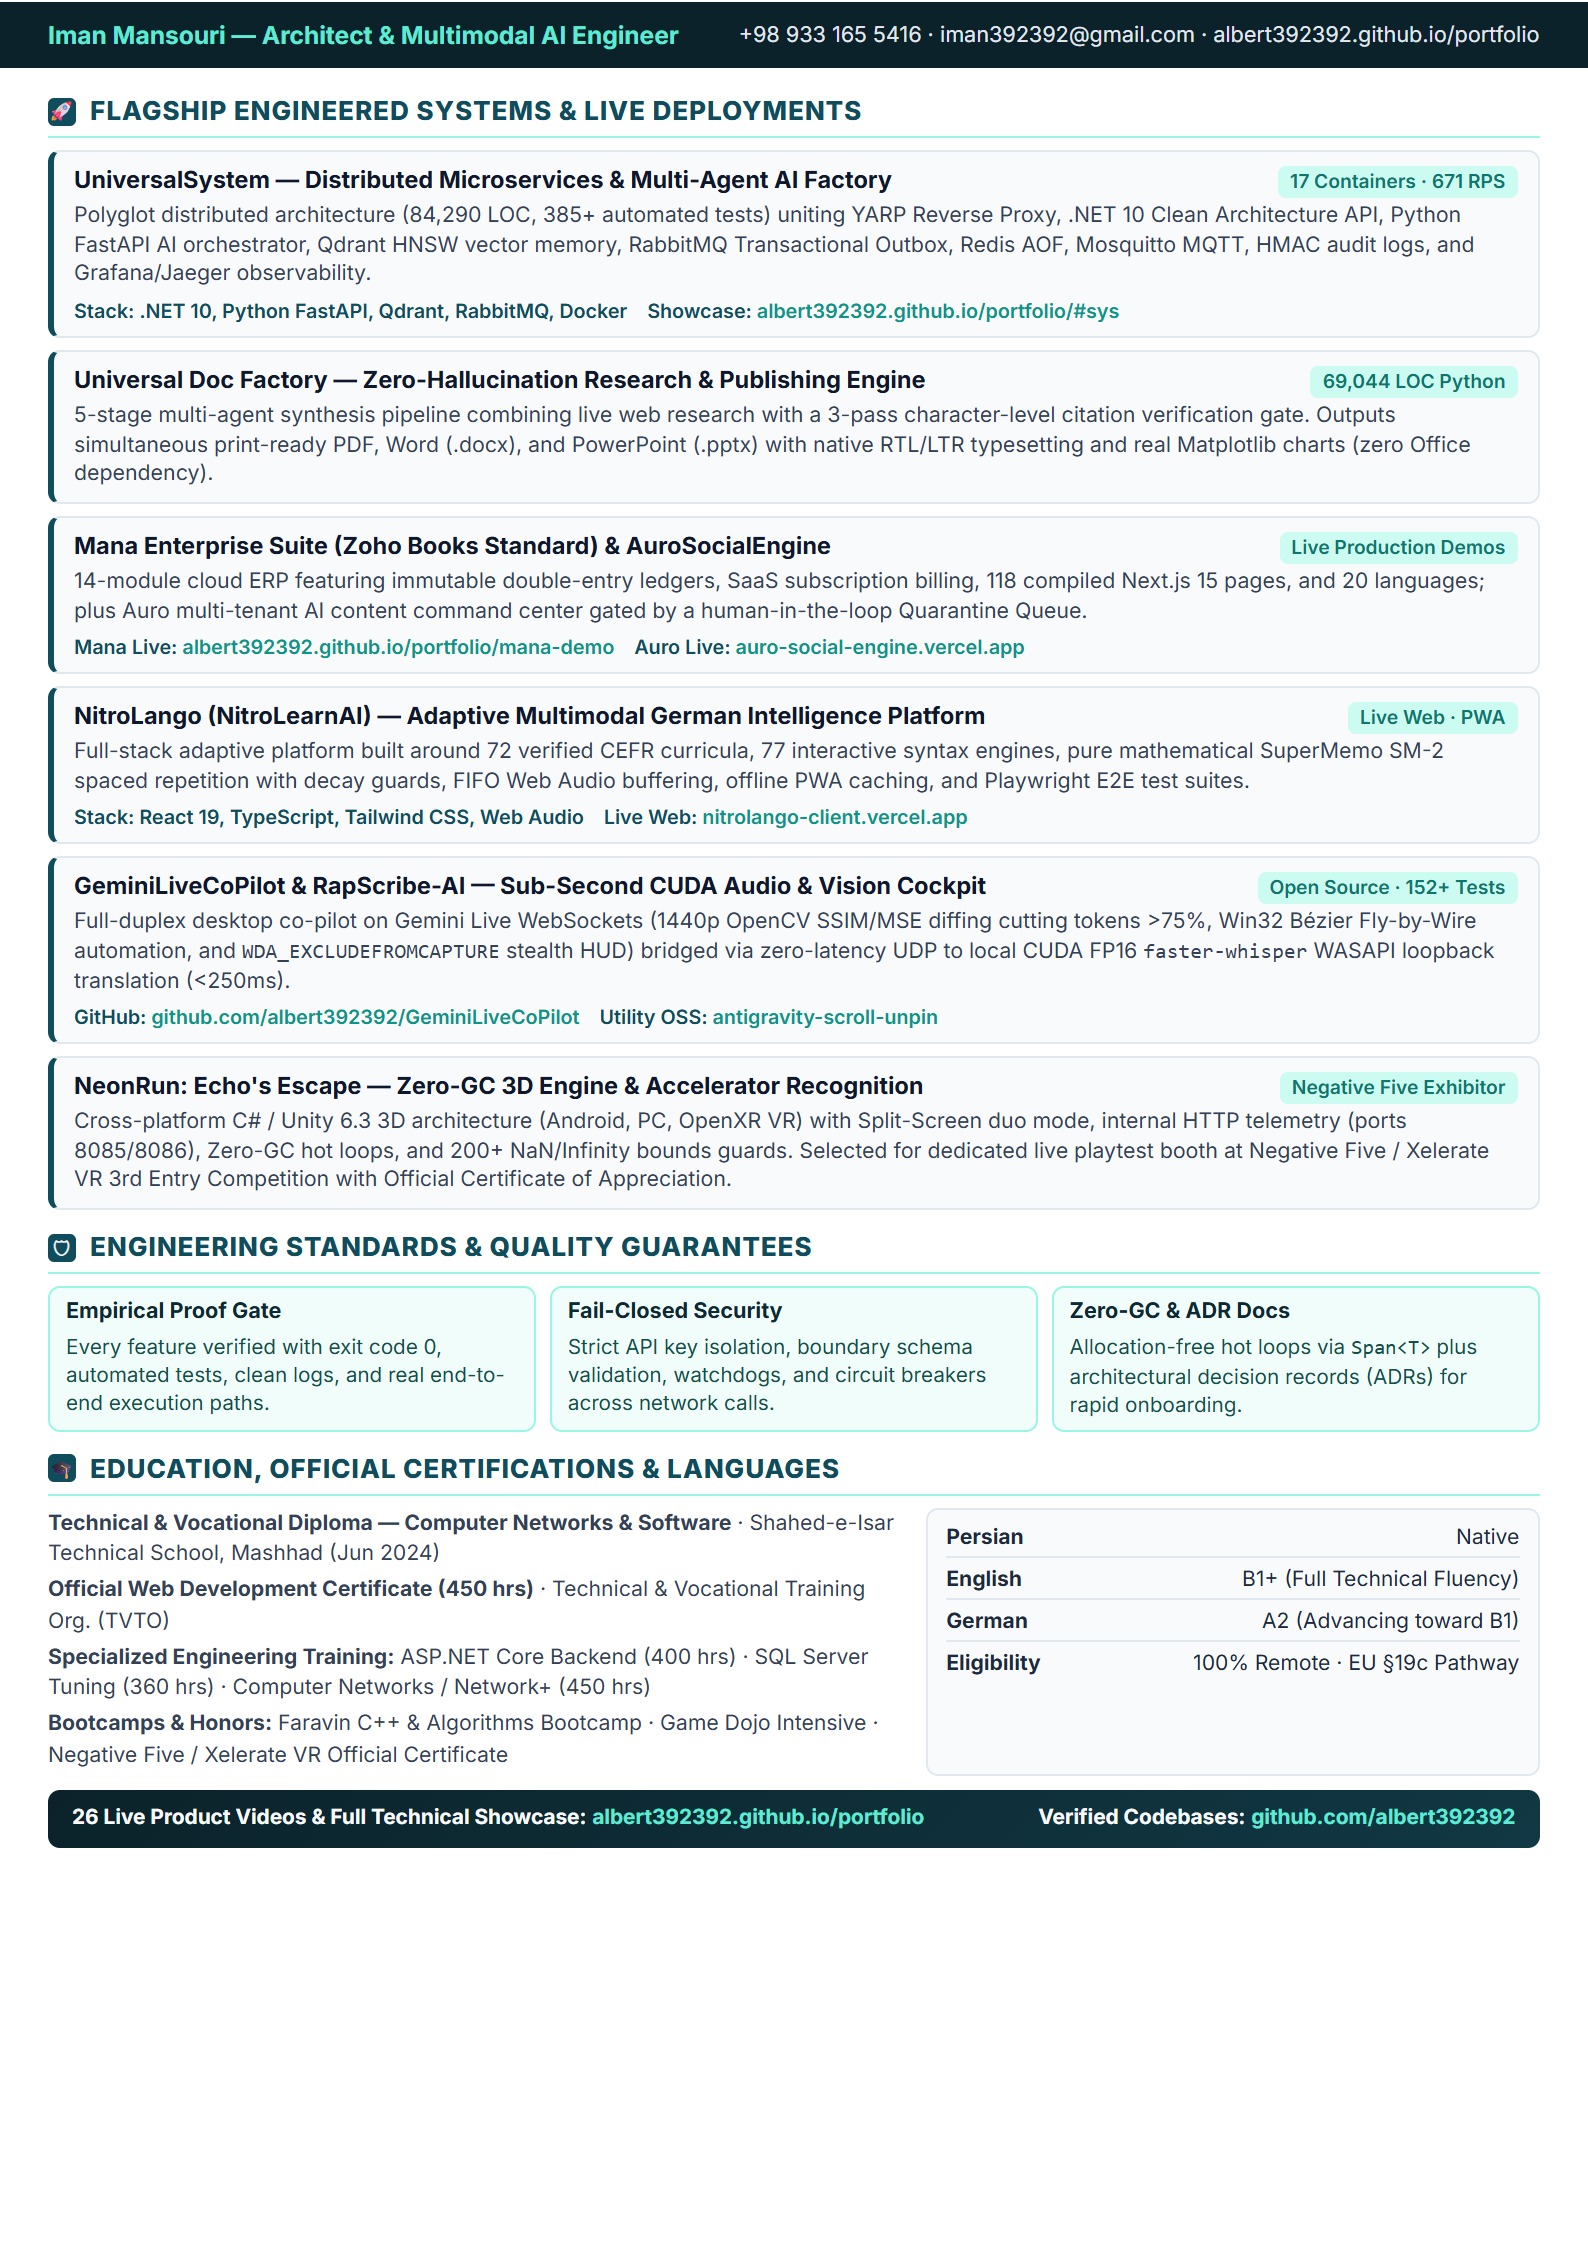 Iman Mansouri — Architect & Multimodal AI Engineer
+98 933 165 5416 · iman392392@gmail.com · albert392392.github.io/portfolio
FLAGSHIP ENGINEERED SYSTEMS & LIVE DEPLOYMENTS
UniversalSystem — Distributed Microservices & Multi-Agent AI Factory
17 Containers · 671 RPS
Polyglot distributed architecture (84,290 LOC, 385+ automated tests) uniting YARP Reverse Proxy, .NET 10 Clean Architecture API, Python
FastAPI AI orchestrator, Qdrant HNSW vector memory, RabbitMQ Transactional Outbox, Redis AOF, Mosquitto MQTT, HMAC audit logs, and
Grafana/Jaeger observability.
Stack: .NET 10, Python FastAPI, Qdrant, RabbitMQ, Docker Showcase: albert392392.github.io/portfolio/#sys
Universal Doc Factory — Zero-Hallucination Research & Publishing Engine
69,044 LOC Python
5-stage multi-agent synthesis pipeline combining live web research with a 3-pass character-level citation verification gate. Outputs
simultaneous print-ready PDF, Word (.docx), and PowerPoint (.pptx) with native RTL/LTR typesetting and real Matplotlib charts (zero Office
dependency).
Mana Enterprise Suite (Zoho Books Standard) & AuroSocialEngine
Live Production Demos
14-module cloud ERP featuring immutable double-entry ledgers, SaaS subscription billing, 118 compiled Next.js 15 pages, and 20 languages;
plus Auro multi-tenant AI content command center gated by a human-in-the-loop Quarantine Queue.
Mana Live: albert392392.github.io/portfolio/mana-demo Auro Live: auro-social-engine.vercel.app
NitroLango (NitroLearnAI) — Adaptive Multimodal German Intelligence Platform
Live Web · PWA
Full-stack adaptive platform built around 72 verified CEFR curricula, 77 interactive syntax engines, pure mathematical SuperMemo SM-2
spaced repetition with decay guards, FIFO Web Audio buffering, offline PWA caching, and Playwright E2E test suites.
Stack: React 19, TypeScript, Tailwind CSS, Web Audio Live Web: nitrolango-client.vercel.app
GeminiLiveCoPilot & RapScribe-AI — Sub-Second CUDA Audio & Vision Cockpit
Open Source · 152+ Tests
Full-duplex desktop co-pilot on Gemini Live WebSockets (1440p OpenCV SSIM/MSE diffing cutting tokens >75%, Win32 Bézier Fly-by-Wire
automation, and WDA_EXCLUDEFROMCAPTURE stealth HUD) bridged via zero-latency UDP to local CUDA FP16 faster-whisper WASAPI loopback
translation (<250ms).
GitHub: github.com/albert392392/GeminiLiveCoPilot Utility OSS: antigravity-scroll-unpin
NeonRun: Echo's Escape — Zero-GC 3D Engine & Accelerator Recognition
Negative Five Exhibitor
Cross-platform C# / Unity 6.3 3D architecture (Android, PC, OpenXR VR) with Split-Screen duo mode, internal HTTP telemetry (ports
8085/8086), Zero-GC hot loops, and 200+ NaN/Infinity bounds guards. Selected for dedicated live playtest booth at Negative Five / Xelerate
VR 3rd Entry Competition with Official Certificate of Appreciation.
ENGINEERING STANDARDS & QUALITY GUARANTEES
Empirical Proof Gate
Every feature verified with exit code 0,
automated tests, clean logs, and real end-to-
end execution paths.
Fail-Closed Security
Strict API key isolation, boundary schema
validation, watchdogs, and circuit breakers
across network calls.
Zero-GC & ADR Docs
Allocation-free hot loops via Span<T> plus
architectural decision records (ADRs) for
rapid onboarding.
EDUCATION, OFFICIAL CERTIFICATIONS & LANGUAGES
Technical & Vocational Diploma — Computer Networks & Software · Shahed-e-Isar
Technical School, Mashhad (Jun 2024)
Official Web Development Certificate (450 hrs) · Technical & Vocational Training
Org. (TVTO)
Specialized Engineering Training: ASP.NET Core Backend (400 hrs) · SQL Server
Tuning (360 hrs) · Computer Networks / Network+ (450 hrs)
Bootcamps & Honors: Faravin C++ & Algorithms Bootcamp · Game Dojo Intensive ·
Negative Five / Xelerate VR Official Certificate
Persian Native
English B1+ (Full Technical Fluency)
German A2 (Advancing toward B1)
Eligibility 100% Remote · EU §19c Pathway
26 Live Product Videos & Full Technical Showcase: albert392392.github.io/portfolio
Verified Codebases: github.com/albert392392